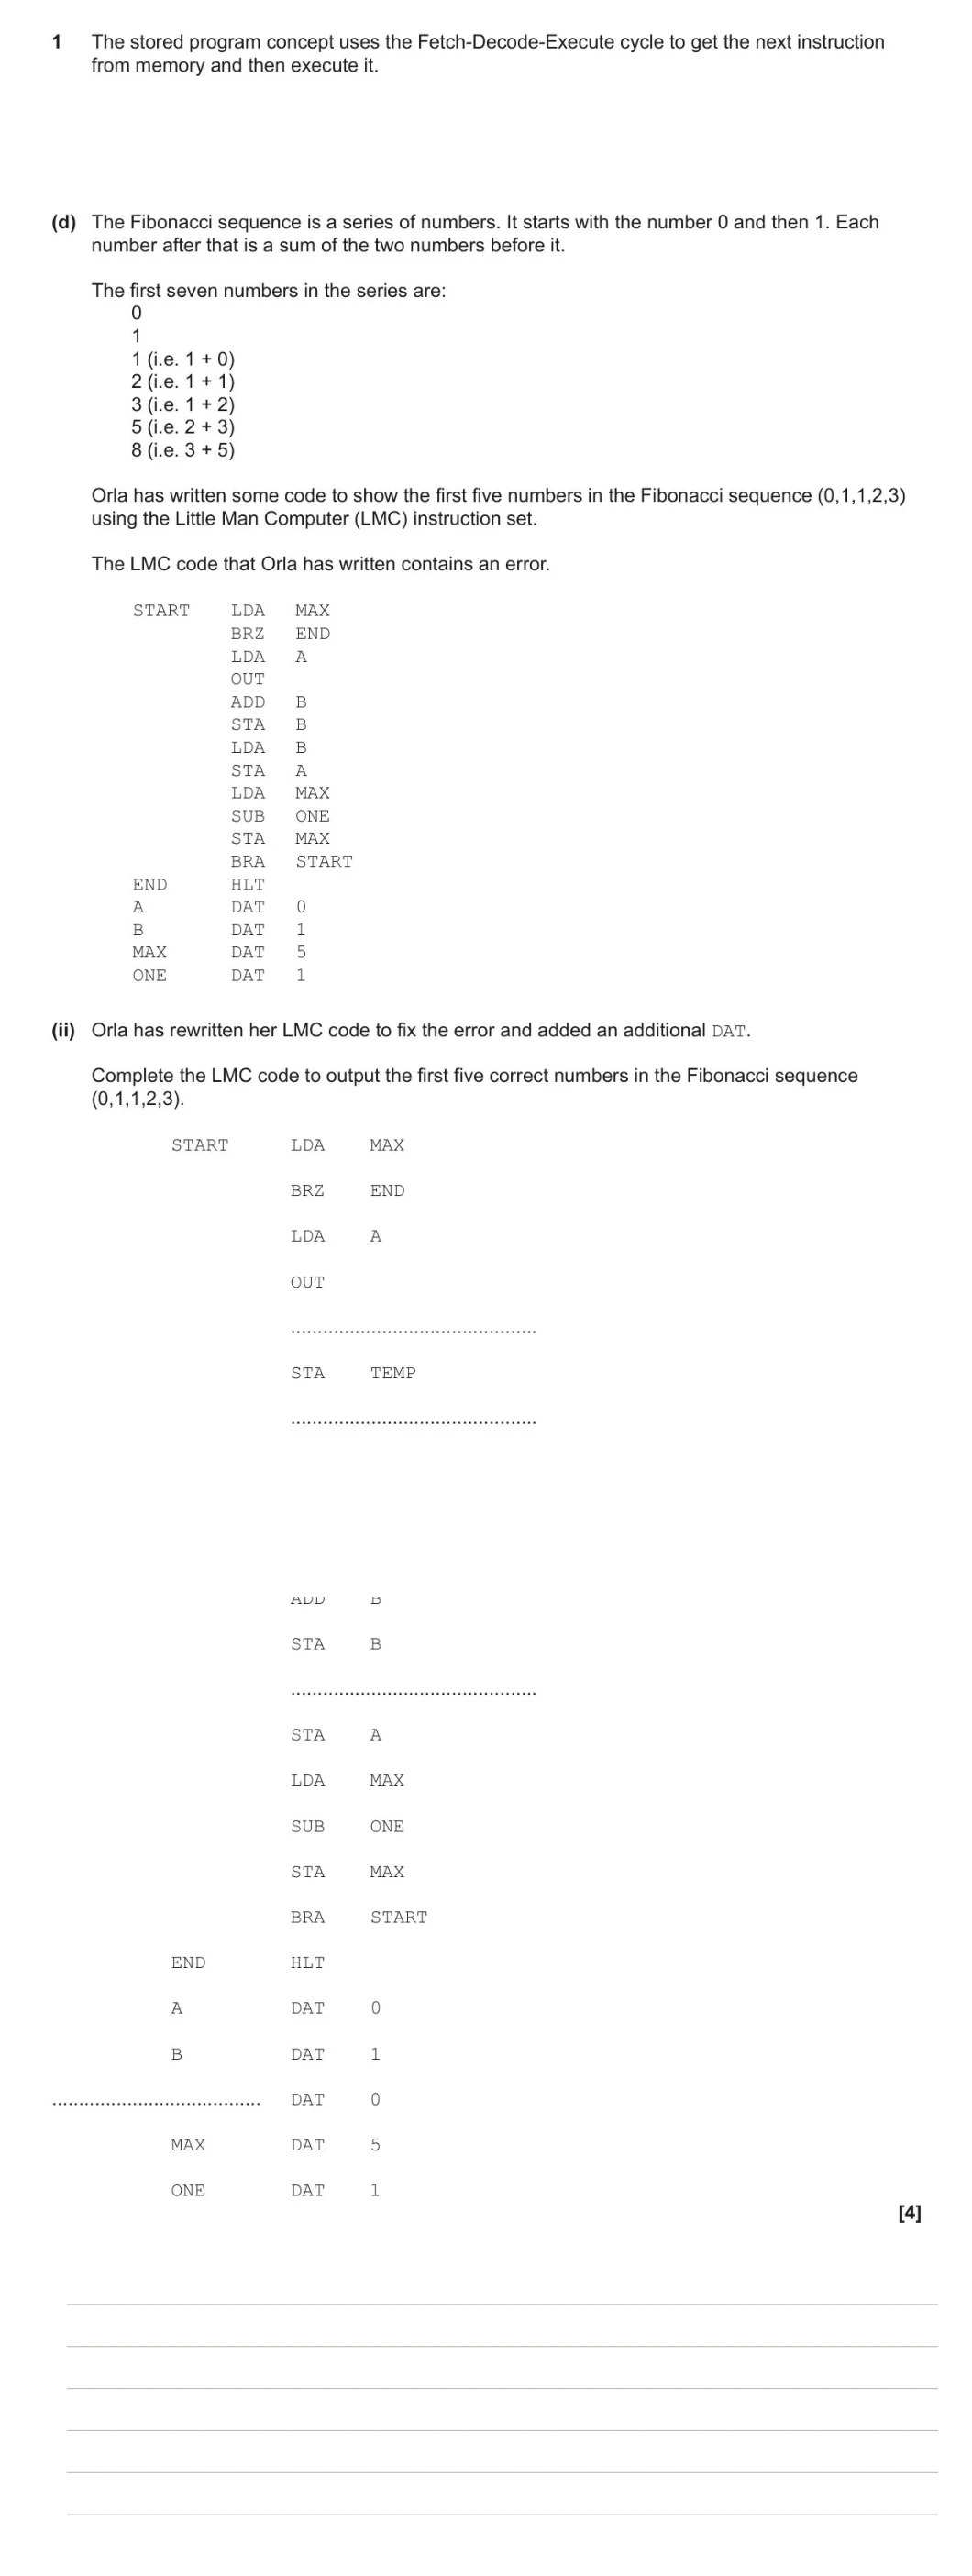 1 The stored program concept uses the Fetch-Decode-Execute cycle to get the next instruction
from memory and then execute it.
(d) The Fibonacci sequence is a series of numbers. It starts with the number 0 and then 1. Each
number after that is a sum of the two numbers before it.
The first seven numbers in the series are:
0
1
1 (i.e. 1 + 0)
2 (i.e. 1 + 1)
3 (i.e. 1 + 2)
5 (i.e. 2 + 3)
8 (i.e. 3 + 5)
Orla has written some code to show the first five numbers in the Fibonacci sequence (0,1,1,2,3)
using the Little Man Computer (LMC) instruction set.
The LMC code that Orla has written contains an error.
START LDA MAX
BRZ END
LDA A
OUT
ADD B
STA B
LDA B
STA A
LDA MAX
SUB ONE
STA MAX
BRA START
END HLT
A DAT 0
B DAT 1
MAX DAT 5
ONE DAT 1
(ii) Orla has rewritten her LMC code to fix the error and added an additional DAT.
Complete the LMC code to output the first five correct numbers in the Fibonacci sequence
(0,1,1,2,3).
START LDA MAX
BRZ END
LDA A
OUT
..............................................
STA TEMP
..............................................
ADD B
STA B
..............................................
STA A
LDA MAX
SUB ONE
STA MAX
BRA START
END HLT
A DAT 0
B DAT 1
....................................... DAT 0
MAX DAT 5
ONE DAT 1
[4]